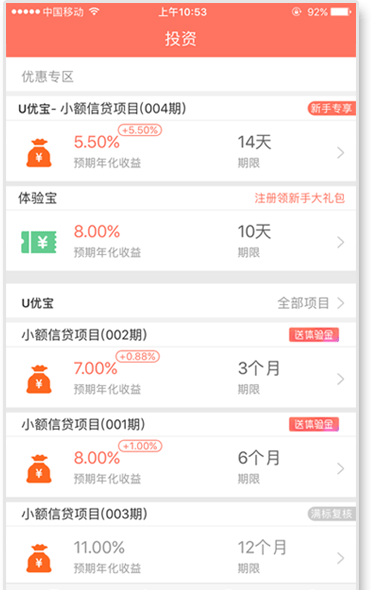 中国移动 上午10:53 92%
投资
优惠专区
U优宝- 小额信贷项目(004期) 新手专享
5.50% +5.50% 14天
预期年化收益 期限
体验宝 注册领新手大礼包
8.00% 10天
预期年化收益 期限
U优宝 全部项目
小额信贷项目(002期) 送体验金
7.00% +0.88% 3个月
预期年化收益 期限
小额信贷项目(001期) 送体验金
8.00% +1.00% 6个月
预期年化收益 期限
小额信贷项目(003期) 满标复核
11.00% 12个月
预期年化收益 期限